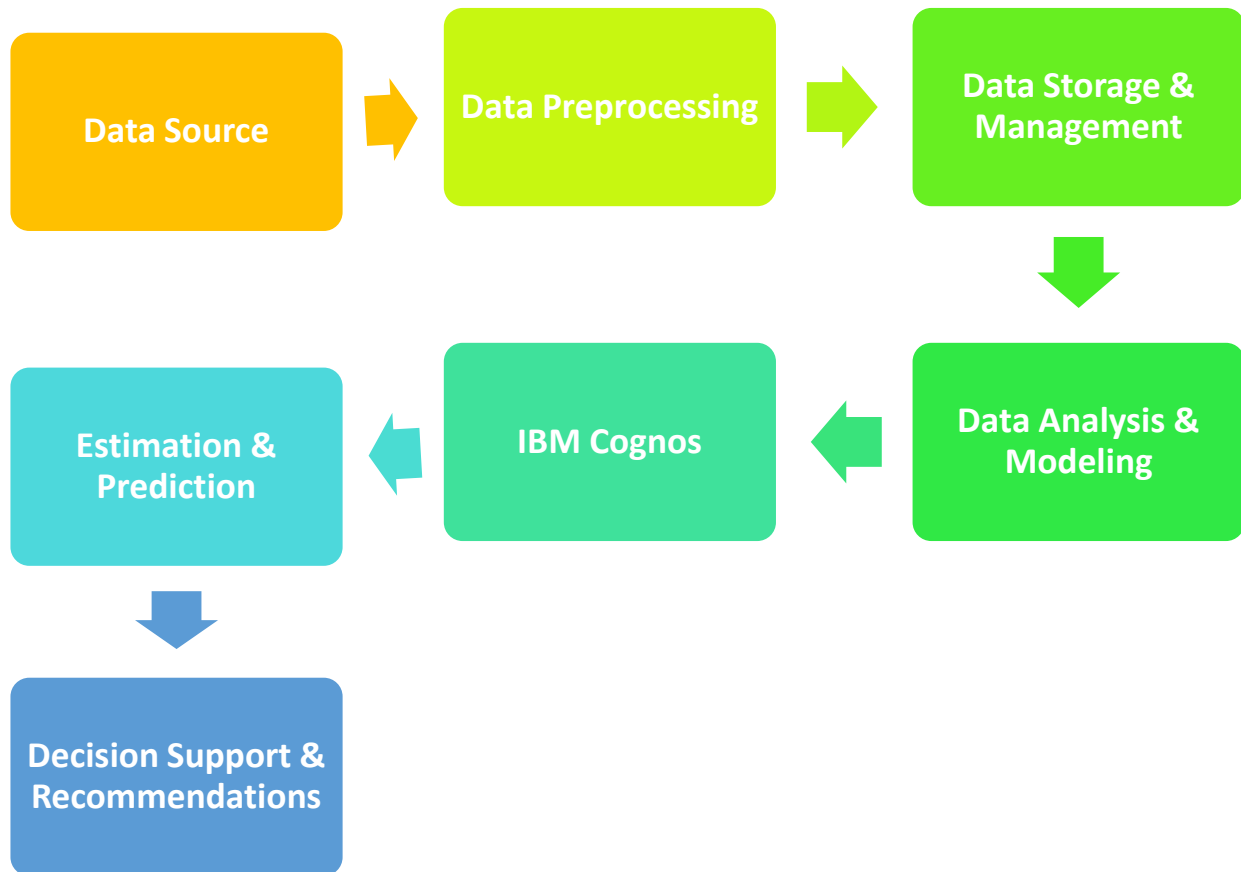 Data Source
Data Preprocessing
Data Storage &
Management
Data Analysis &
Modeling
IBM Cognos
Estimation &
Prediction
Decision Support &
Recommendations